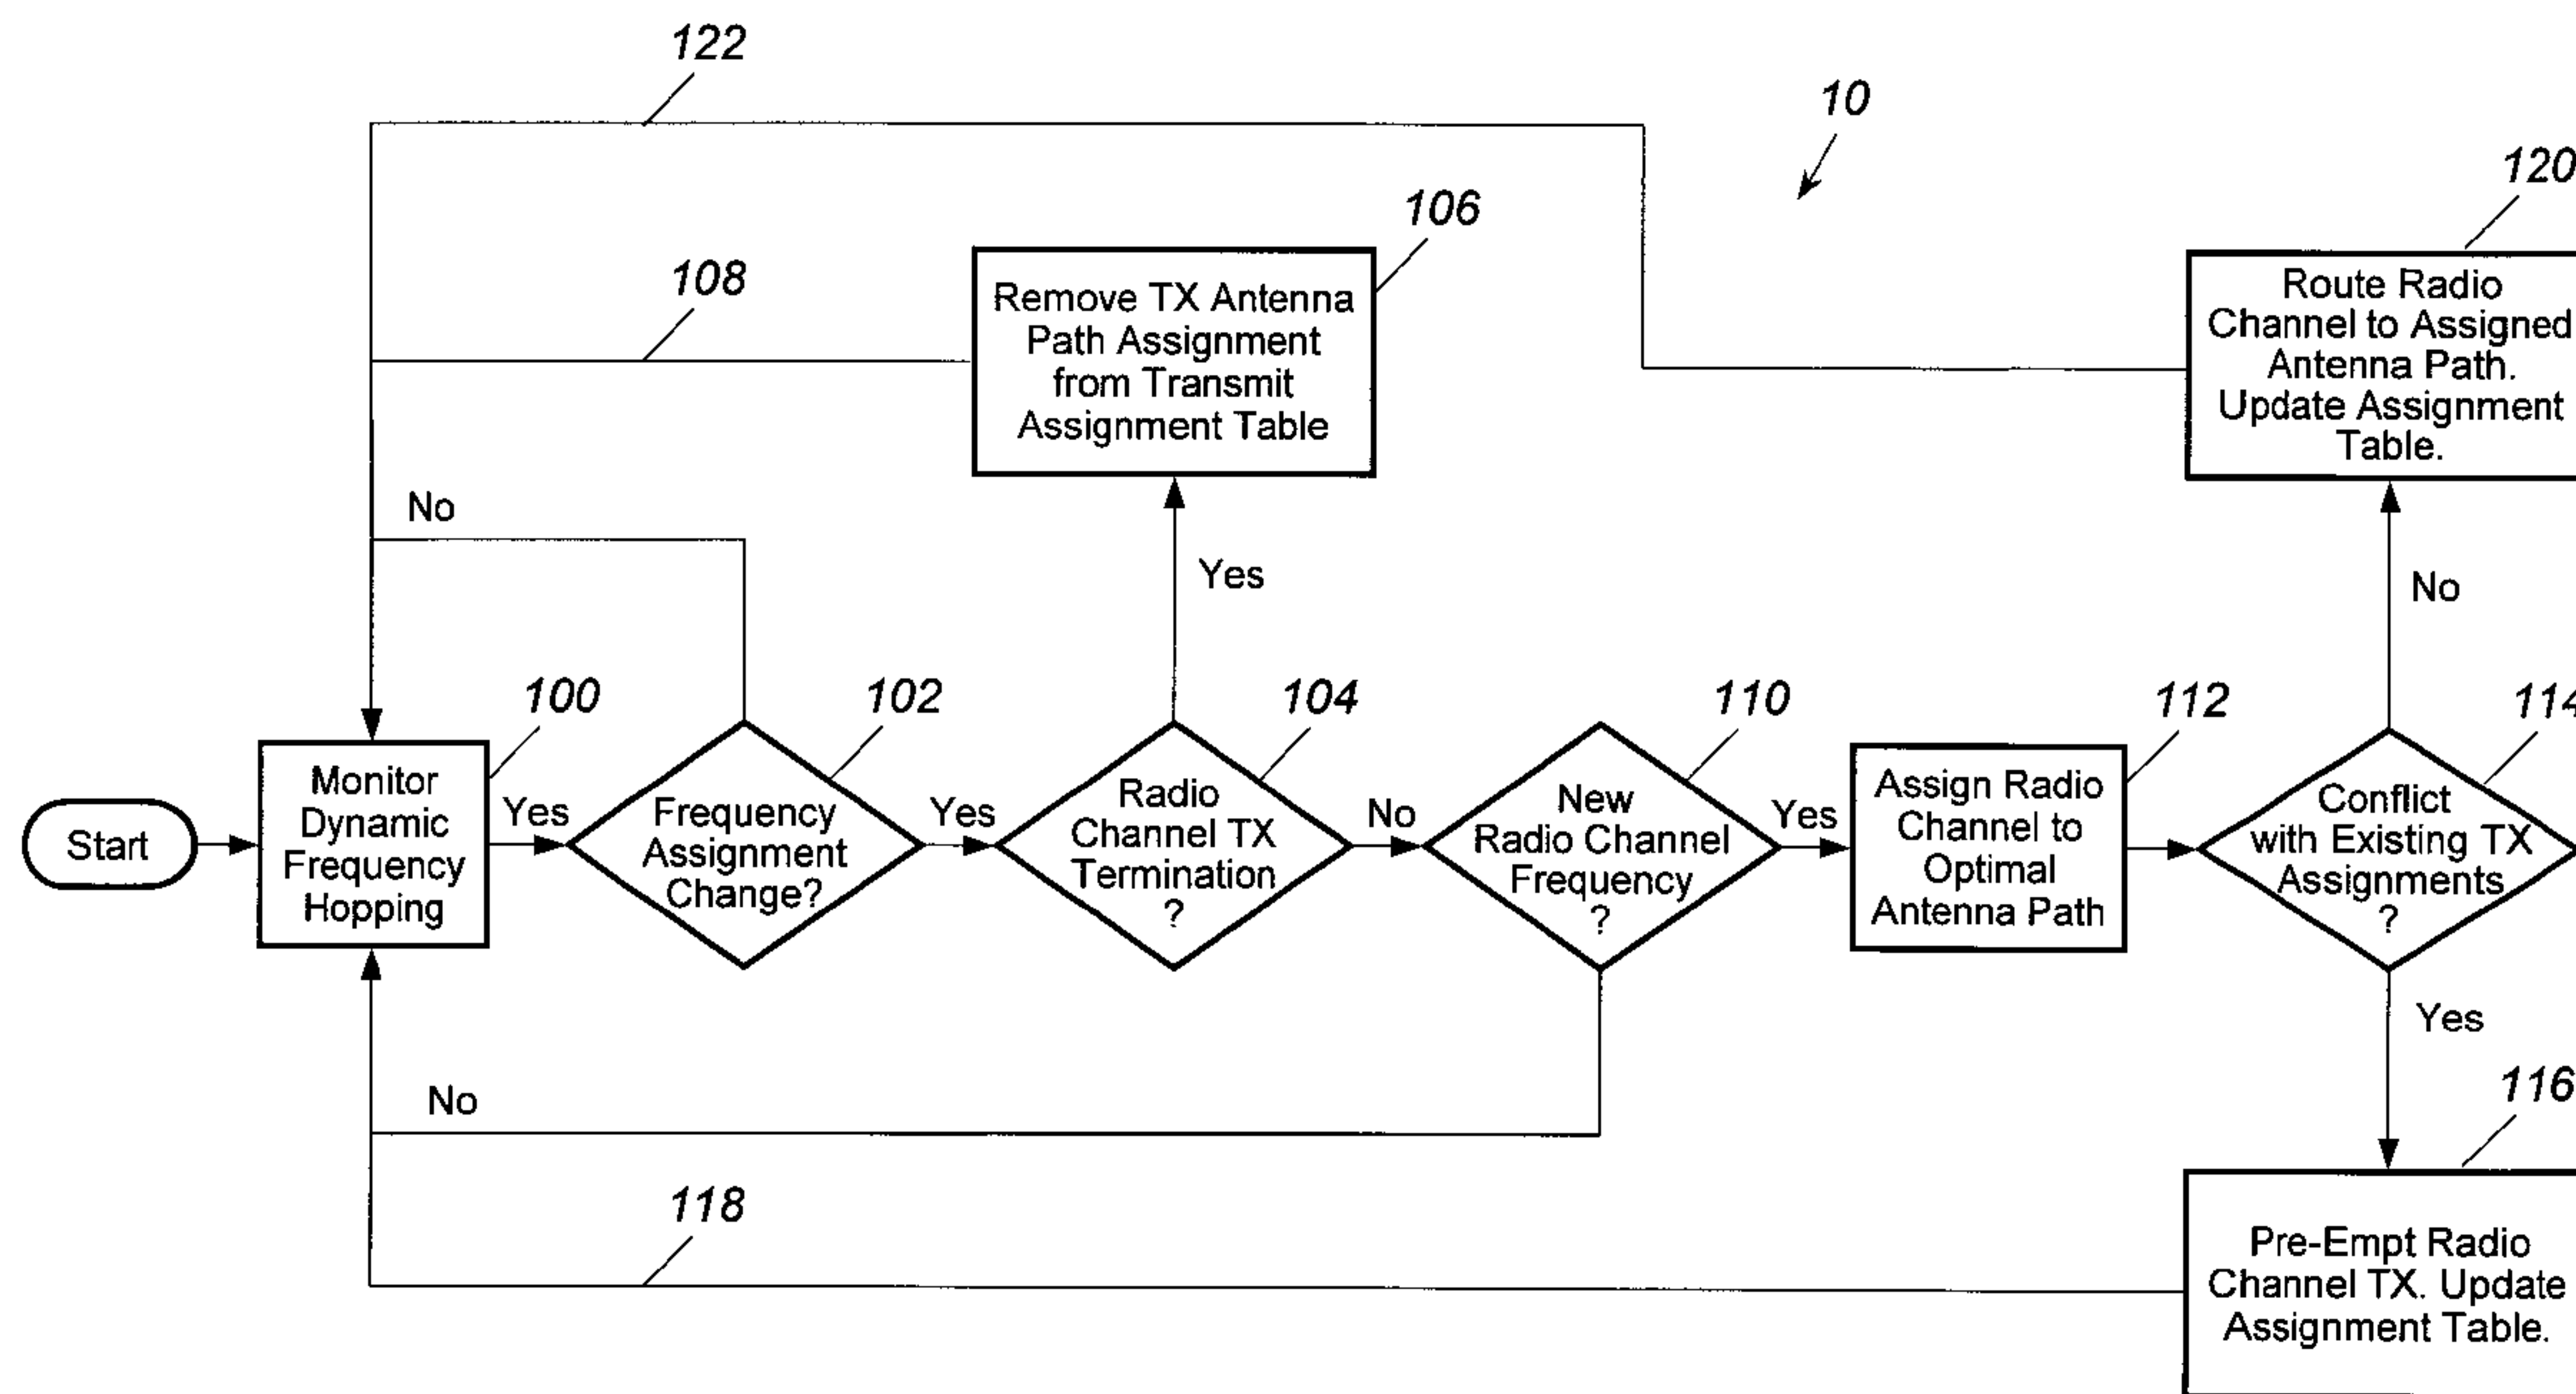 122
10
120
106
108
Remove TX Antenna
Path Assignment
from Transmit
Assignment Table
Route Radio
Channel to Assigned
Antenna Path.
Update Assignment
Table.
No
Yes
No
100
102
104
110
112
114
Start
Monitor
Dynamic
Frequency
Hopping
Yes
Frequency
Assignment
Change?
Yes
Radio
Channel TX
Termination
?
No
New
Radio Channel
Frequency
?
Yes
Assign Radio
Channel to
Optimal
Antenna Path
Conflict
with Existing TX
Assignments
?
Yes
No
116
118
Pre-Empt Radio
Channel TX. Update
Assignment Table.